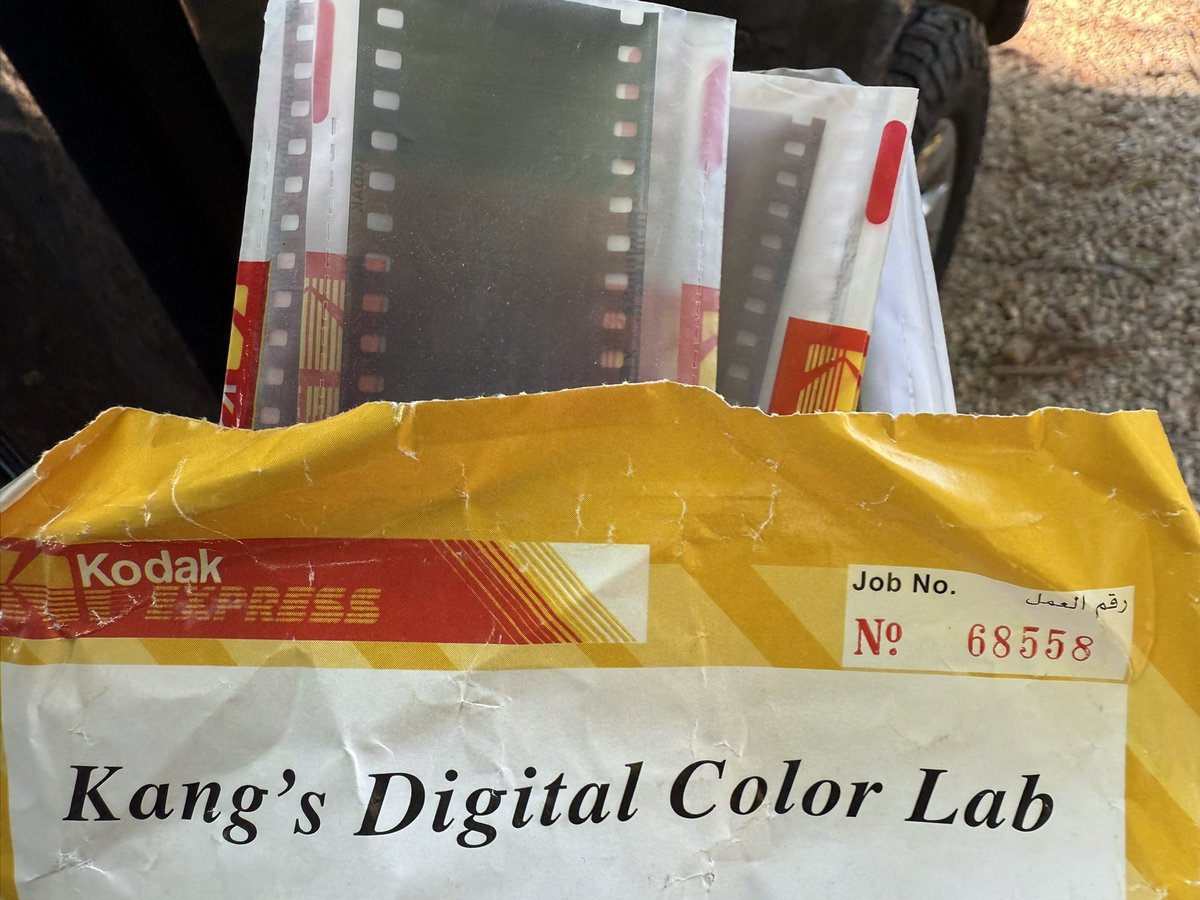 Kodak
EXPRESS
Job No.
رقم العمل
Nº 68558
Kang's Digital Color Lab